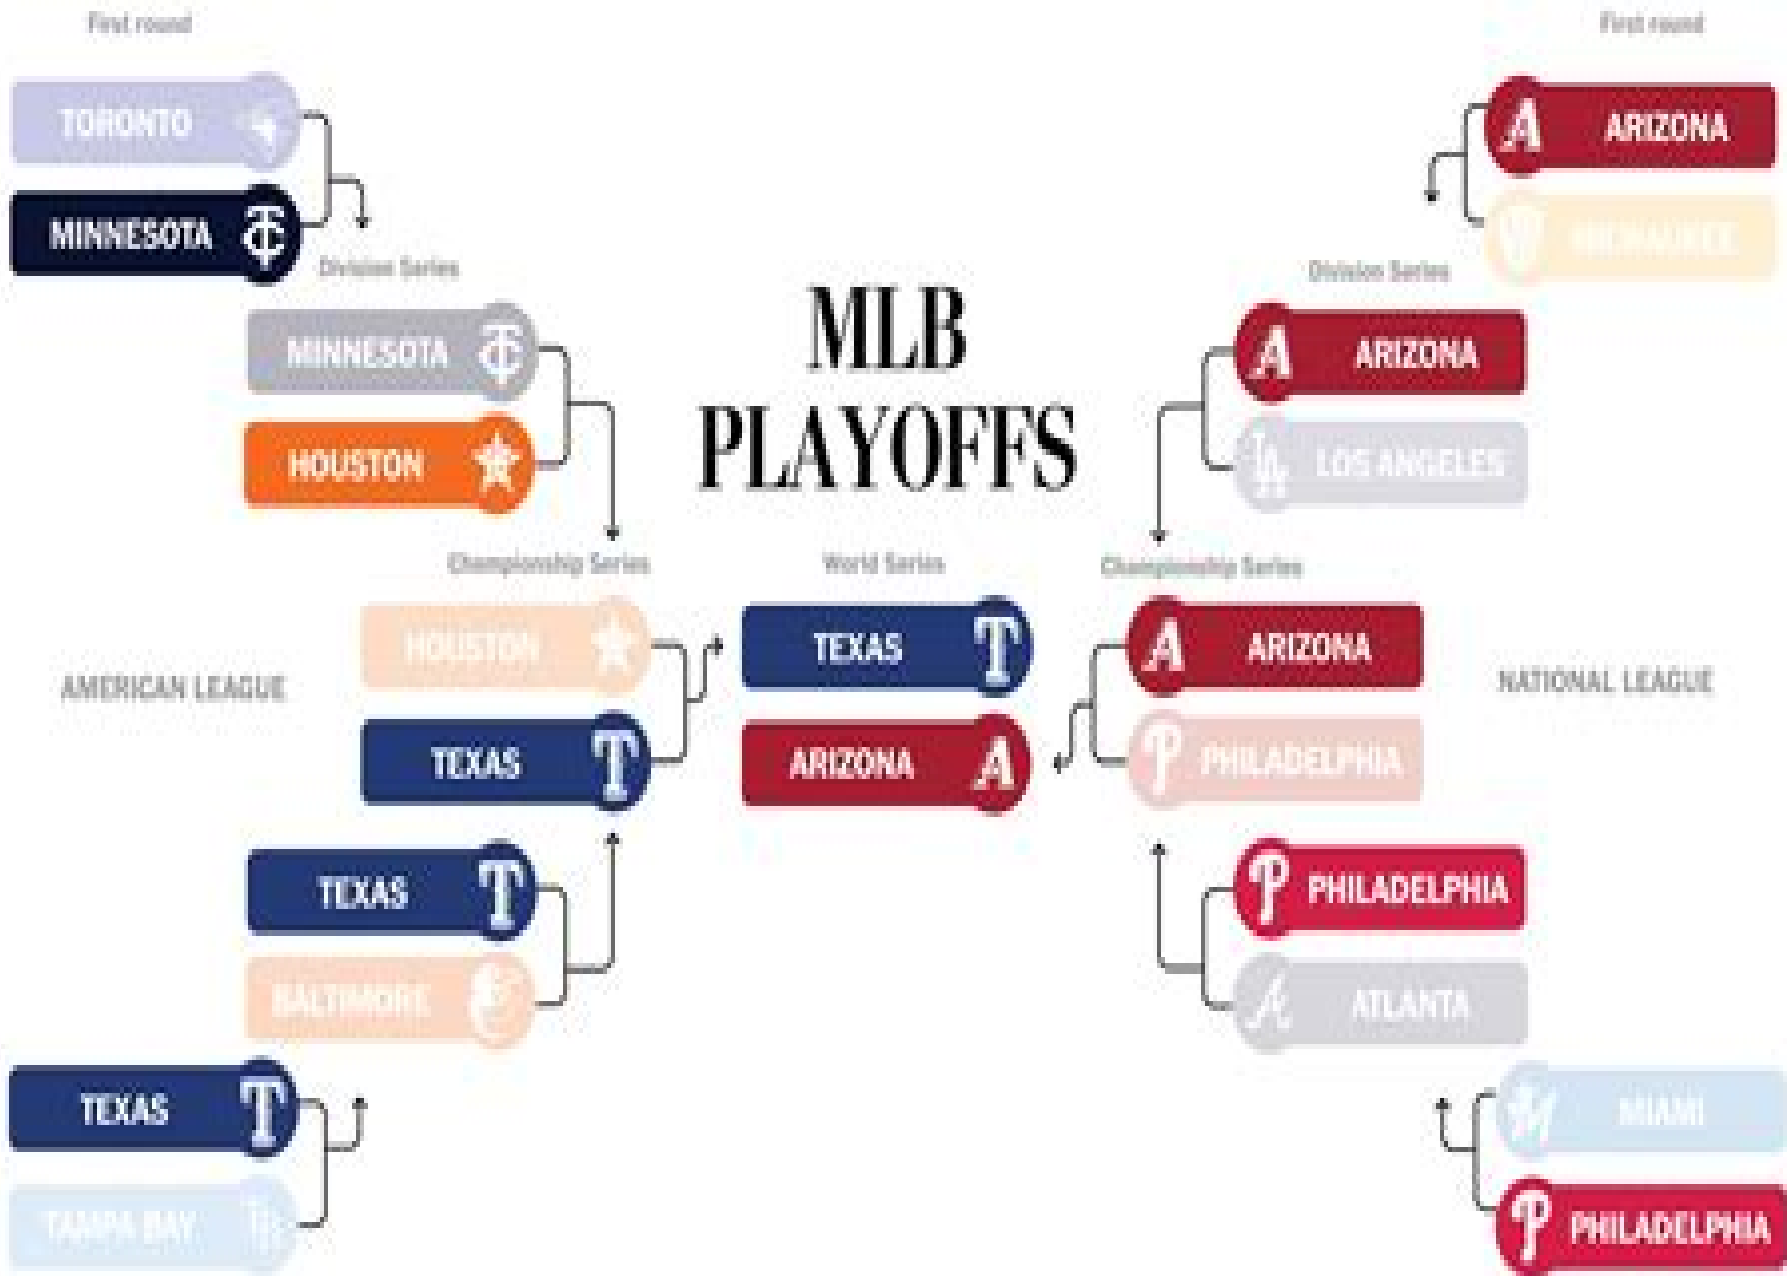 First round
First round
TORONTO
MINNESOTA
ARIZONA
MILWAUKEE
Division Series
Division Series
MINNESOTA
HOUSTON
MLB
PLAYOFFS
ARIZONA
LOS ANGELES
Championship Series
World Series
Championship Series
HOUSTON
TEXAS
TEXAS
ARIZONA
ARIZONA
PHILADELPHIA
AMERICAN LEAGUE
NATIONAL LEAGUE
TEXAS
BALTIMORE
PHILADELPHIA
ATLANTA
TEXAS
TAMPA BAY
MIAMI
PHILADELPHIA